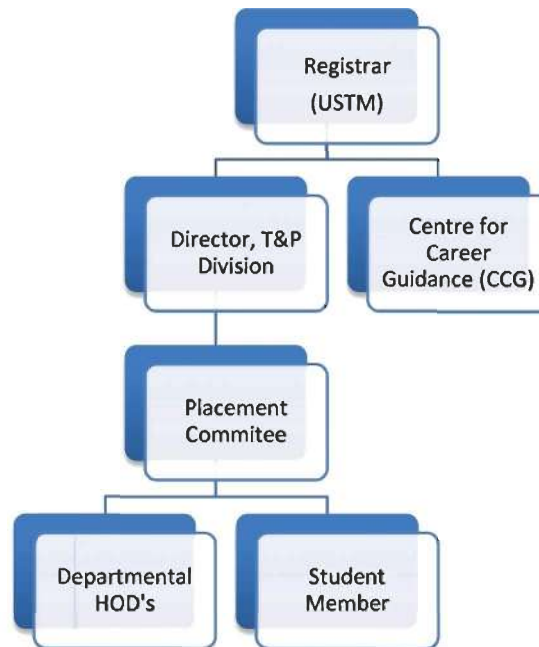 Registrar
(USTM)
Director, T&P
Division
Centre for
Career
Guidance (CCG)
Placement
Commitee
Departmental
HOD's
Student
Member